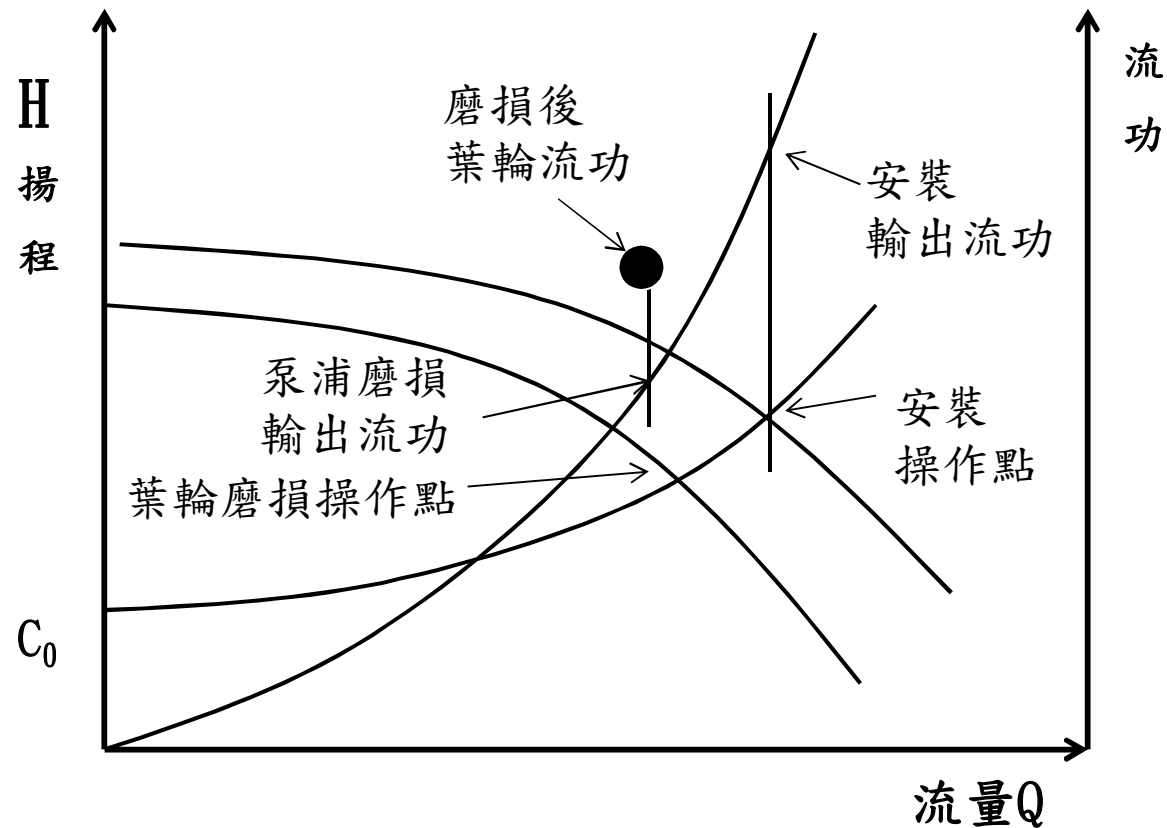 H
揚
程
流
功
磨損後
葉輪流功
安裝
輸出流功
泵浦磨損
輸出流功
安裝
操作點
葉輪磨損操作點
C₀
流量Q